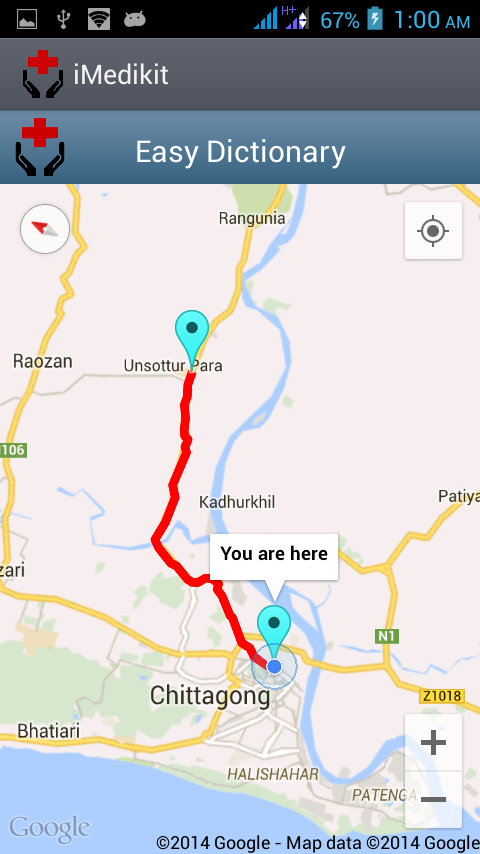 H+ 67% 1:00 AM
iMedikit
Easy Dictionary
Rangunia
Raozan
Unsottur Para
106
Kadhurkhil
Patiya
zari
You are here
N1
Chittagong
Z1018
Bhatiari
HALISHAHAR
PATENGA
Google
©2014 Google - Map data ©2014 Google